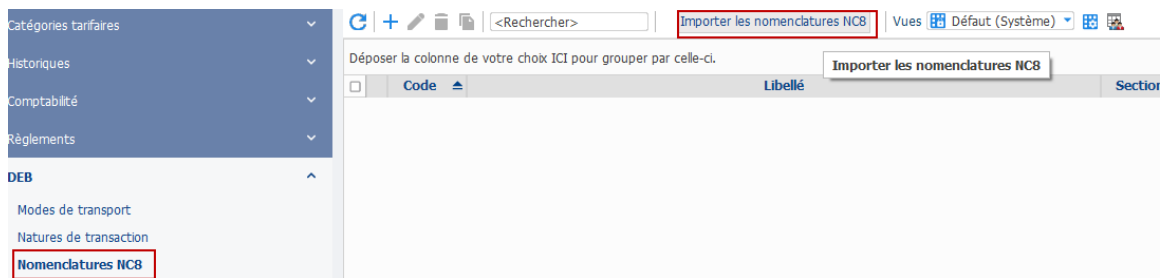 Catégories tarifaires
Historiques
Comptabilité
Règlements
DEB
Modes de transport
Natures de transaction
Nomenclatures NC8
<Rechercher> Importer les nomenclatures NC8 Vues Défaut (Système)
Déposer la colonne de votre choix ICI pour grouper par celle-ci.
Importer les nomenclatures NC8
Code Libellé Section